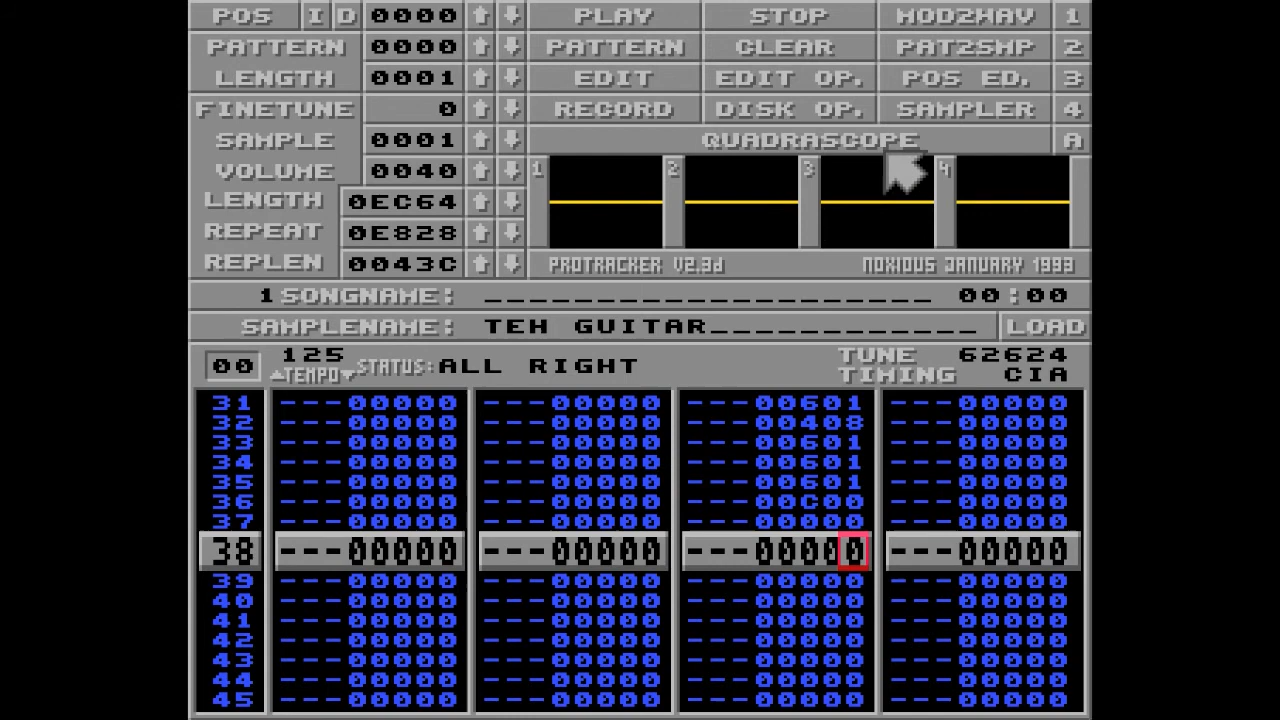 POS I D 0000 PLAY STOP MOD2WAV 1
PATTERN 0000 PATTERN CLEAR PAT2SMP 2
LENGTH 0001 EDIT EDIT OP. POS ED. 3
FINETUNE 0 RECORD DISK OP. SAMPLER 4
SAMPLE 0001 QUADRASCOPE A
VOLUME 0040 1 2 3 4
LENGTH 0EC64
REPEAT 0E828
REPLEN 0043C PROTRACKER V2.3d NOXIOUS JANUARY 1993
1 SONGNAME: ____________________ 00:00
SAMPLENAME: TEH GUITAR____________ LOAD
00 125 TEMPO STATUS: ALL RIGHT TUNE 62624
TIMING CIA
31 ---00000 ---00000 ---00601 ---00000
32 ---00000 ---00000 ---00408 ---00000
33 ---00000 ---00000 ---00601 ---00000
34 ---00000 ---00000 ---00601 ---00000
35 ---00000 ---00000 ---00601 ---00000
36 ---00000 ---00000 ---00C00 ---00000
37 ---00000 ---00000 ---00000 ---00000
38 ---00000 ---00000 ---00000 ---00000
39 ---00000 ---00000 ---00000 ---00000
40 ---00000 ---00000 ---00000 ---00000
41 ---00000 ---00000 ---00000 ---00000
42 ---00000 ---00000 ---00000 ---00000
43 ---00000 ---00000 ---00000 ---00000
44 ---00000 ---00000 ---00000 ---00000
45 ---00000 ---00000 ---00000 ---00000